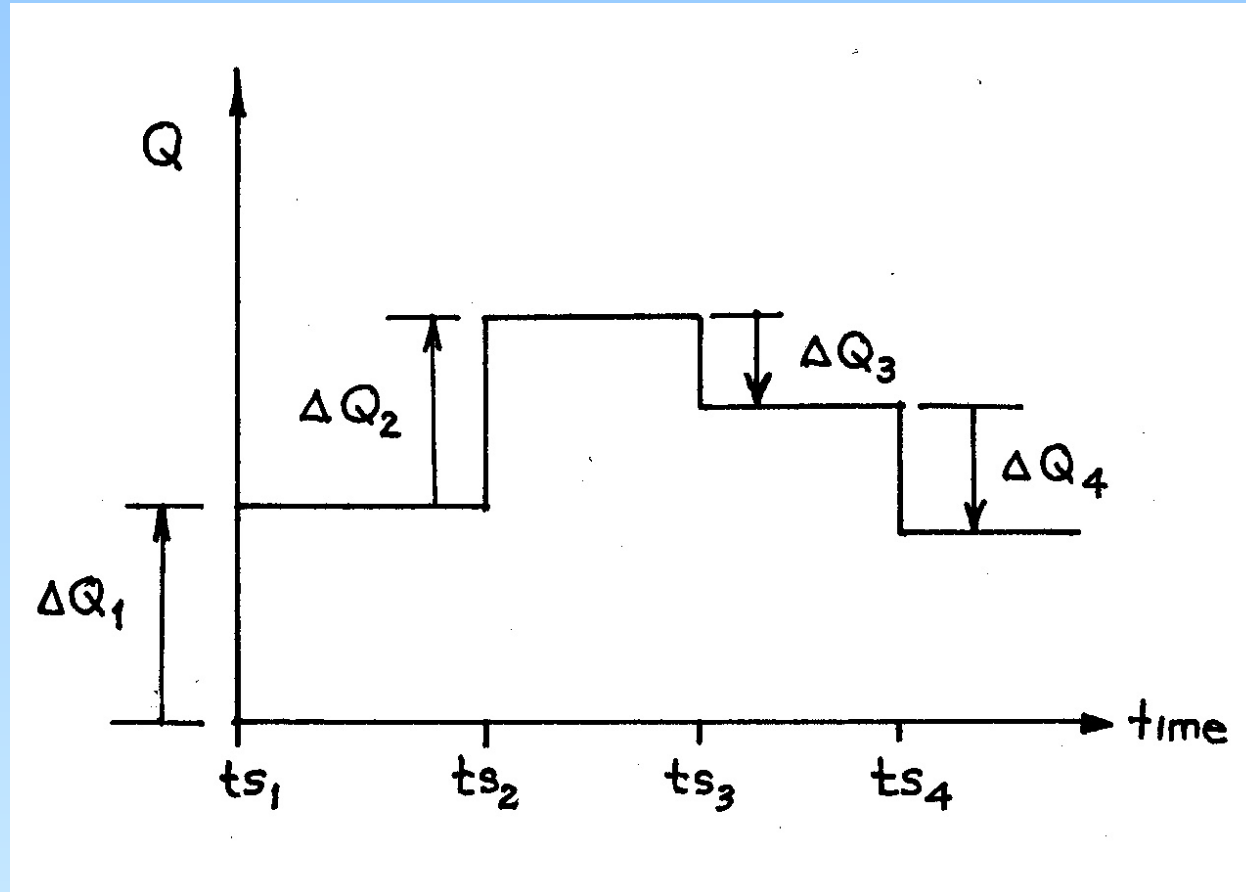 Q
ΔQ₃
ΔQ₂
ΔQ₄
ΔQ₁
time
ts₁ ts₂ ts₃ ts₄